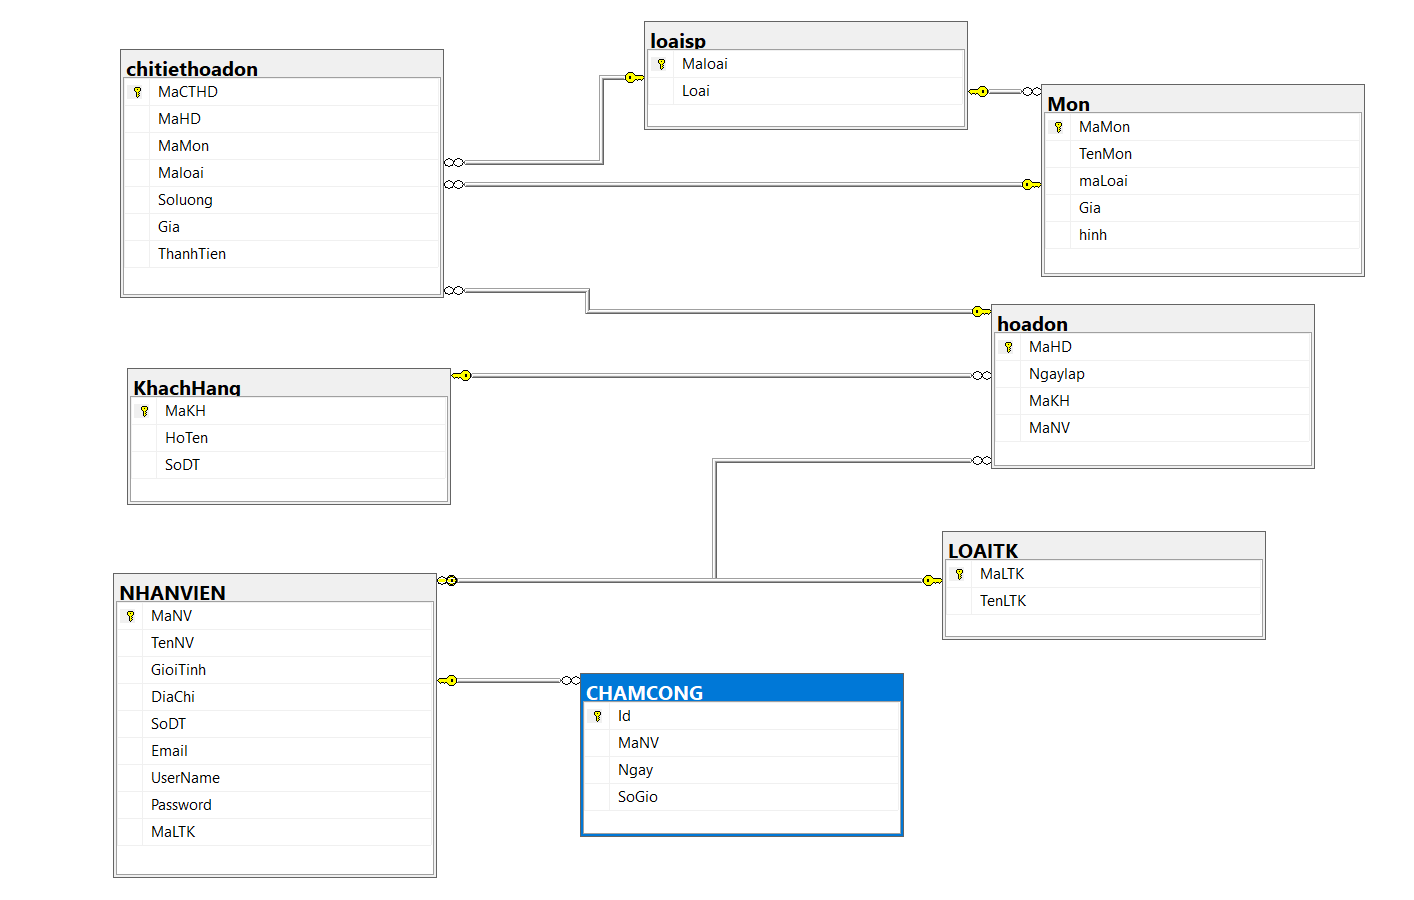 chitiethoadon
MaCTHD
MaHD
MaMon
Maloai
Soluong
Gia
ThanhTien
loaisp
Maloai
Loai
Mon
MaMon
TenMon
maLoai
Gia
hinh
hoadon
MaHD
Ngaylap
MaKH
MaNV
KhachHang
MaKH
HoTen
SoDT
LOAITK
MaLTK
TenLTK
NHANVIEN
MaNV
TenNV
GioiTinh
DiaChi
SoDT
Email
UserName
Password
MaLTK
CHAMCONG
Id
MaNV
Ngay
SoGio